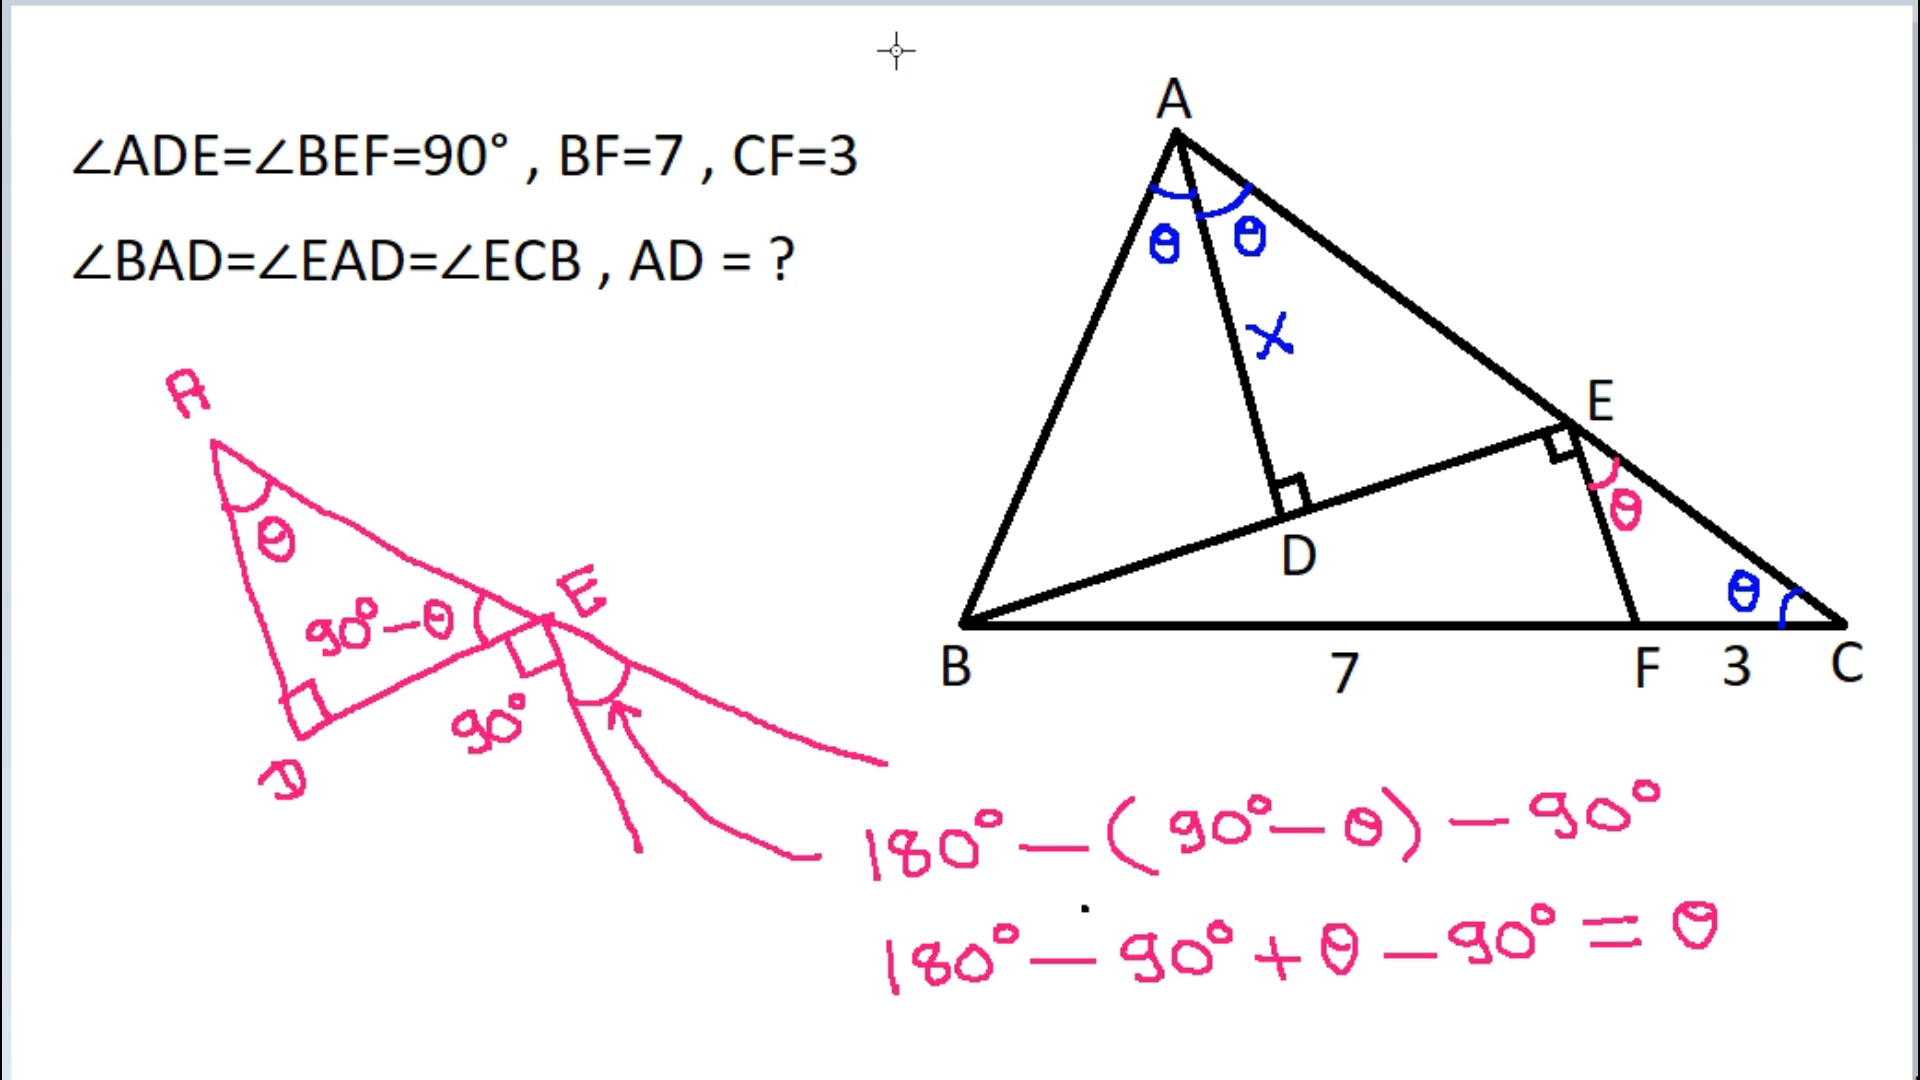 ∠ADE=∠BEF=90° , BF=7 , CF=3
∠BAD=∠EAD=∠ECB , AD = ?
A
θ
θ
x
E
θ
D
θ
B
7
F
3
C
A
θ
E
90°-θ
90°
D
180° - (90° - θ) - 90°
180° - 90° + θ - 90° = θ